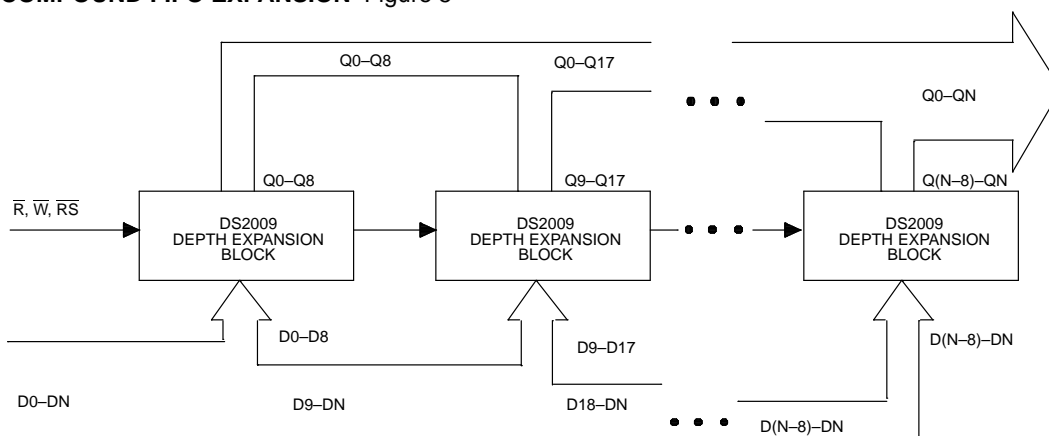 COMPOUND FIFO EXPANSION Figure
Q0–Q8
Q0–Q17
Q0–QN
Q0–Q8
Q9–Q17
Q(N–8)–QN
R, W, RS
DS2009
DEPTH EXPANSION
BLOCK
DS2009
DEPTH EXPANSION
BLOCK
DS2009
DEPTH EXPANSION
BLOCK
D0–D8
D9–D17
D(N–8)–DN
D0–DN
D9–DN
D18–DN
D(N–8)–DN